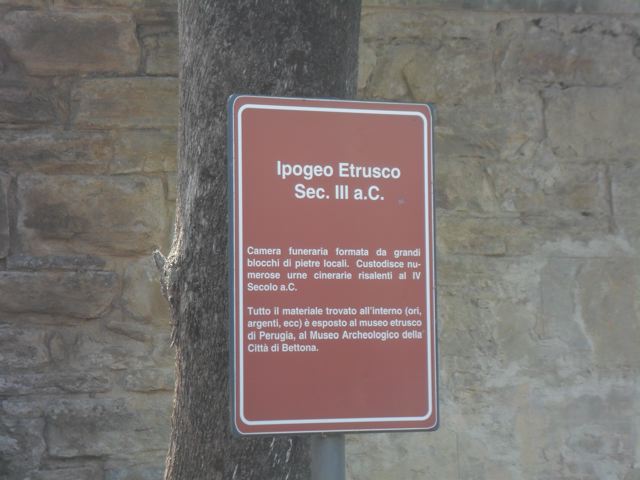 Ipogeo Etrusco
Sec. III a.C.
Camera funeraria formata da grandi
blocchi di pietre locali. Custodisce nu-
merose urne cinerarie risalenti al IV
Secolo a.C.
Tutto il materiale trovato all'interno (ori,
argenti, ecc) è esposto al museo etrusco
di Perugia, al Museo Archeologico della
Città di Bettona.